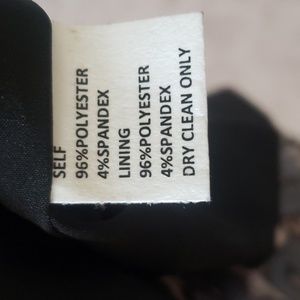 SELF
96%POLYESTER
4%SPANDEX
LINING
96%POLYESTER
4%SPANDEX
DRY CLEAN ONLY